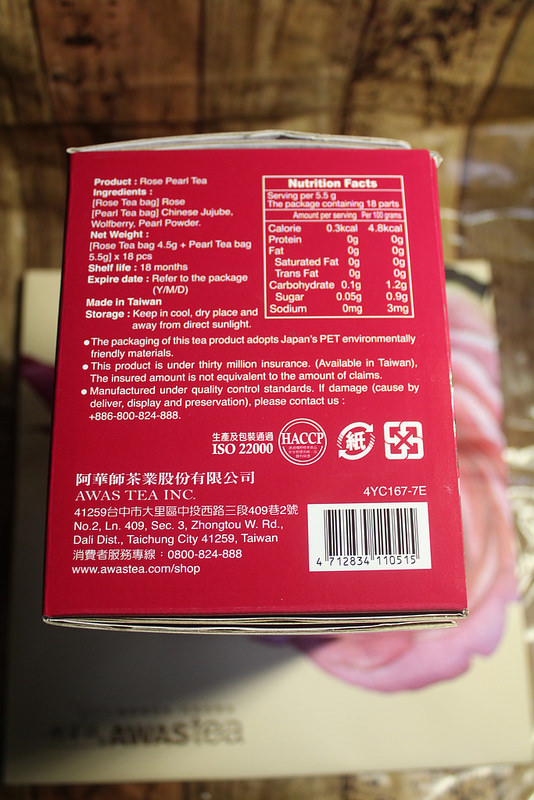 Product : Rose Pearl Tea
Ingredients :
[Rose Tea bag] Rose
[Pearl Tea bag] Chinese Jujube,
Wolfberry, Pearl Powder.
Net Weight :
[Rose Tea bag 4.5g + Pearl Tea bag
5.5g] x 18 pcs
Shelf life : 18 months
Expire date : Refer to the package
(Y/M/D)
Made in Taiwan
Storage : Keep in cool, dry place and
away from direct sunlight.
Nutrition Facts
Serving per 5.5 g
The package containing 18 parts
Amount per serving Per 100 grams
Calorie 0.3kcal 4.8kcal
Protein 0g 0g
Fat 0g 0g
Saturated Fat 0g 0g
Trans Fat 0g 0g
Carbohydrate 0.1g 1.2g
Sugar 0.05g 0.9g
Sodium 0mg 3mg
●The packaging of this tea product adopts Japan's PET environmentally
friendly materials.
●This product is under thirty million insurance. (Available in Taiwan),
The insured amount is not equivalent to the amount of claims.
●Manufactured under quality control standards. If damage (cause by
deliver, display and preservation), please contact us :
+886-800-824-888.
生產及包裝通過
ISO 22000
HACCP
紙
阿華師茶業股份有限公司
AWAS TEA INC.
41259台中市大里區中投西路三段409巷2號
No.2, Ln. 409, Sec. 3, Zhongtou W. Rd.,
Dali Dist., Taichung City 41259, Taiwan
消費者服務專線：0800-824-888
www.awastea.com/shop
4YC167-7E
4 712834 110515
AWAStea